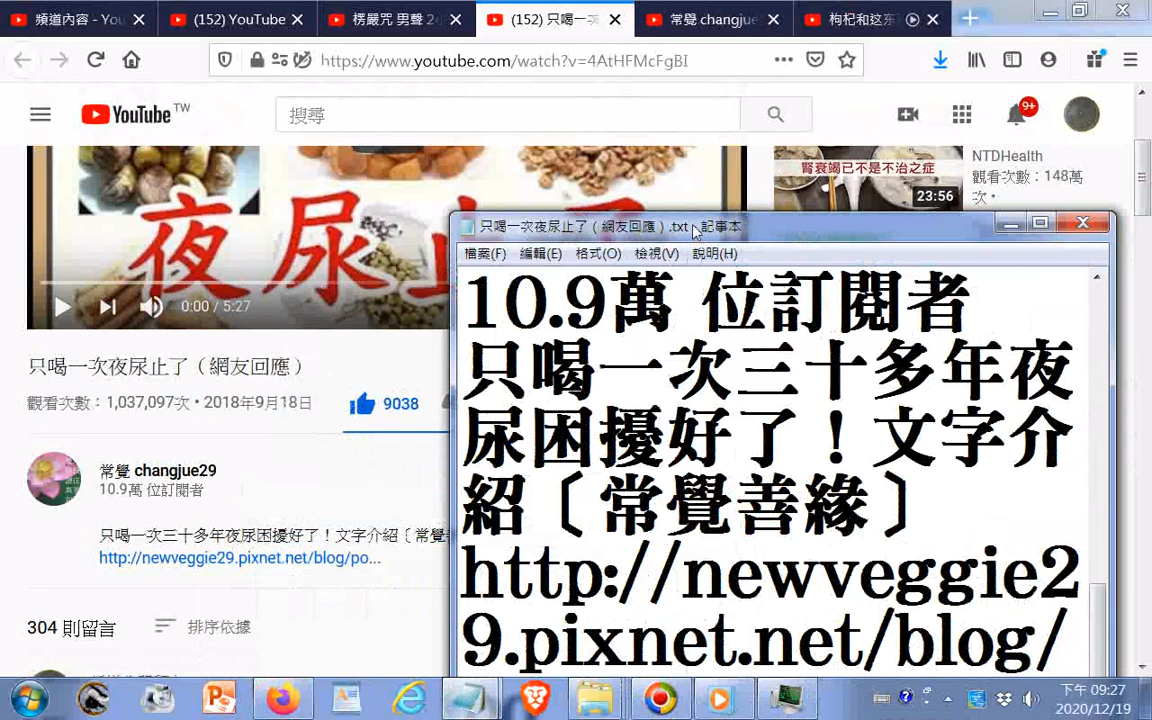 頻道內容 - You
(152) YouTube
楞嚴咒 男聲 2
(152) 只喝一次
常覺 changjue
枸杞和这东
https://www.youtube.com/watch?v=4AtHFMcFgBI
YouTube TW
搜尋
9+
夜尿止了
0:00 / 5:27
腎衰竭已不是不治之症
23:56
NTDHealth
觀看次數：148萬
次 •
只喝一次夜尿止了（網友回應）
觀看次數：1,037,097次 • 2018年9月18日
9038
常覺 changjue29
10.9萬 位訂閱者
只喝一次三十多年夜尿困擾好了！文字介紹〔常覺善
http://newveggie29.pixnet.net/blog/po...
304 則留言
排序依據
只喝一次夜尿止了（網友回應）.txt - 記事本
檔案(F) 編輯(E) 格式(O) 檢視(V) 說明(H)
10.9萬 位訂閱者
只喝一次三十多年夜
尿困擾好了！文字介
紹〔常覺善緣〕
http://newveggie2
9.pixnet.net/blog/
下午 09:27
2020/12/19